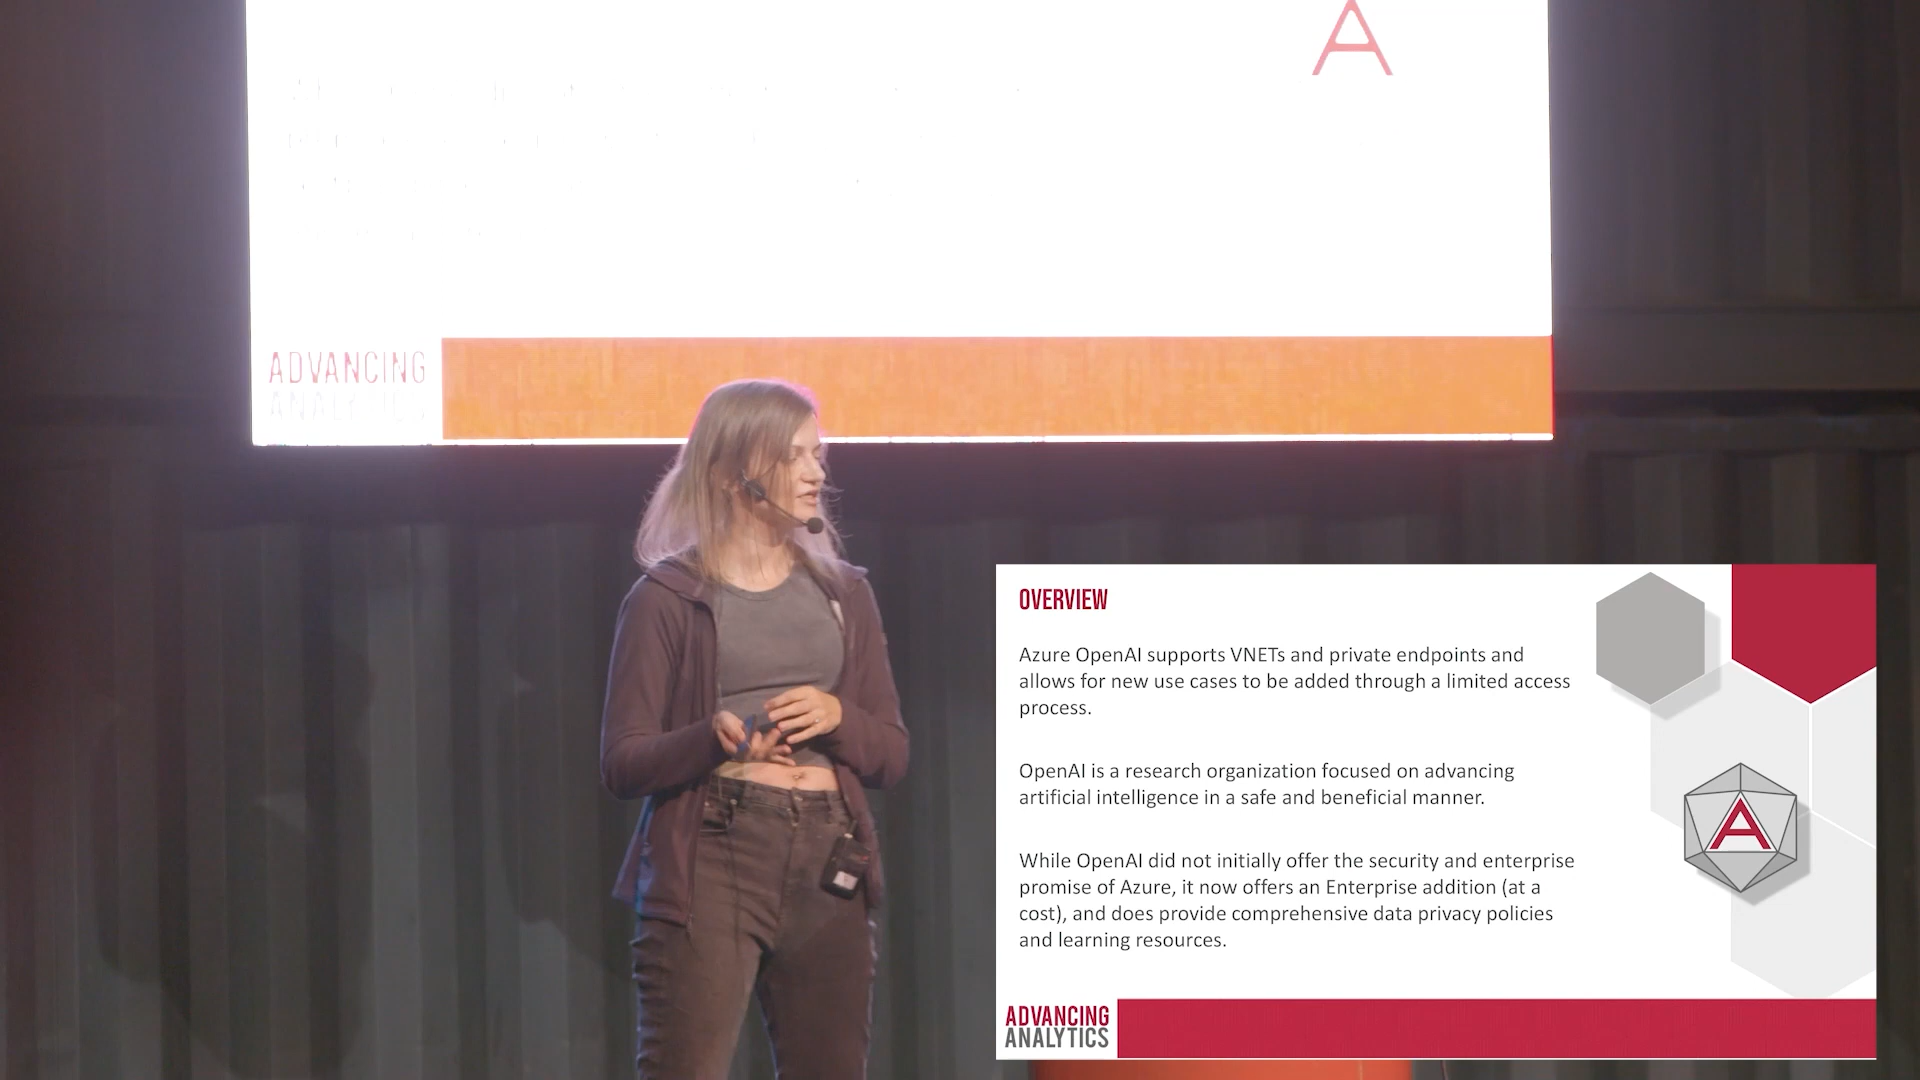 A
ADVANCING
ANALYTICS
OVERVIEW
Azure OpenAI supports VNETs and private endpoints and
allows for new use cases to be added through a limited access
process.
OpenAI is a research organization focused on advancing
artificial intelligence in a safe and beneficial manner.
While OpenAI did not initially offer the security and enterprise
promise of Azure, it now offers an Enterprise addition (at a
cost), and does provide comprehensive data privacy policies
and learning resources.
A
ADVANCING
ANALYTICS